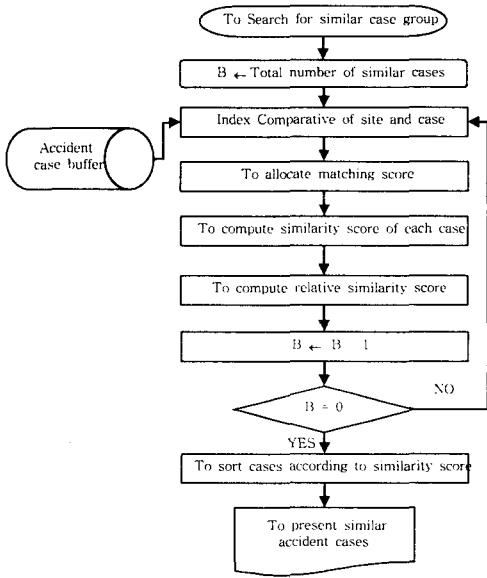 To Search for similar case group
B ← Total number of similar cases
Index Comparative of site and case
Accident
case buffer
To allocate matching score
To compute similarity score of each case
To compute relative similarity score
B ← B 1
NO
B = 0
YES
To sort cases according to similarity score
To present similar
accident cases